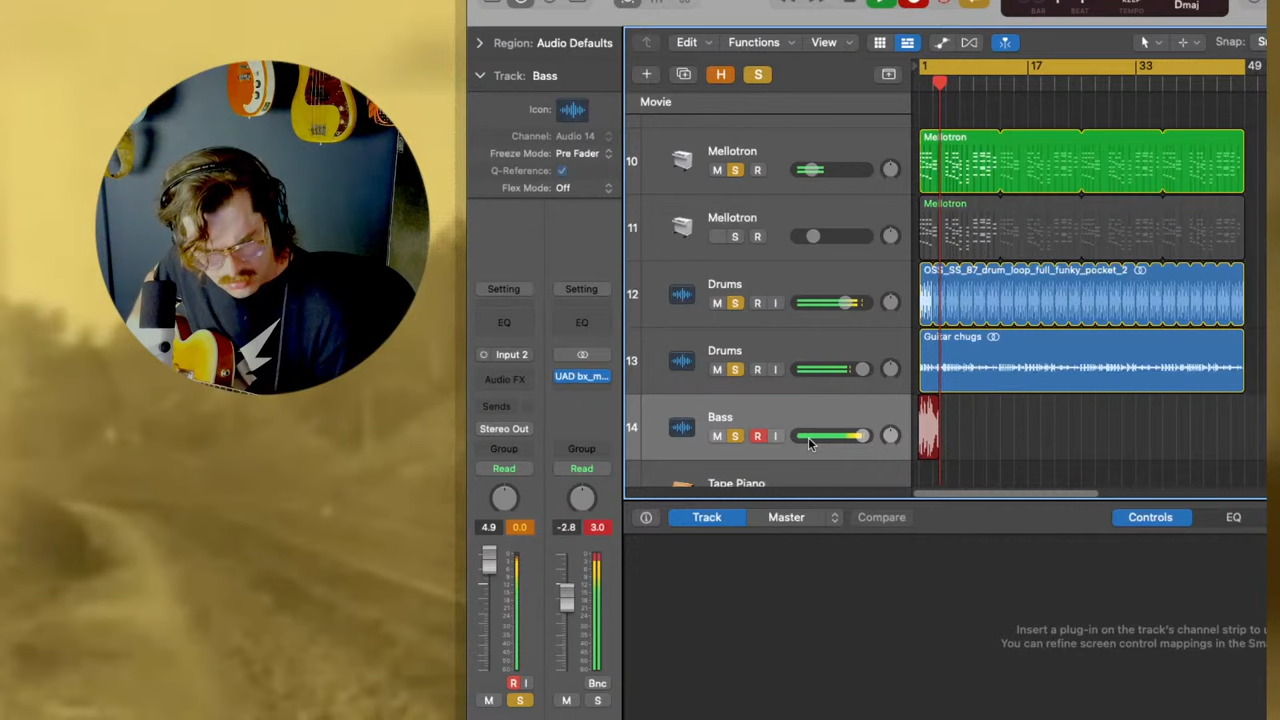 Region: Audio Defaults
Track: Bass
Icon:
Channel: Audio 14
Freeze Mode: Pre Fader
Q-Reference:
Flex Mode: Off
Setting
Setting
EQ
EQ
Input 2
Audio FX
UAD bx_m...
Sends
Stereo Out
Group
Group
Read
Read
4.9
0.0
-2.8
3.0
R I
Bnc
M S
M S
BAR
BEAT
TEMPO
Dmaj
Edit
Functions
View
Snap:
H
S
1
17
33
49
Movie
10
Mellotron
M S R
11
Mellotron
S R
12
Drums
M S R I
13
Drums
M S R I
14
Bass
M S R I
Tape Piano
Mellotron
Mellotron
OSS_SS_87_drum_loop_full_funky_pocket_2
Guitar chugs
Track
Master
Compare
Controls
EQ
Insert a plug-in on the track's channel strip to
You can refine screen control mappings in the